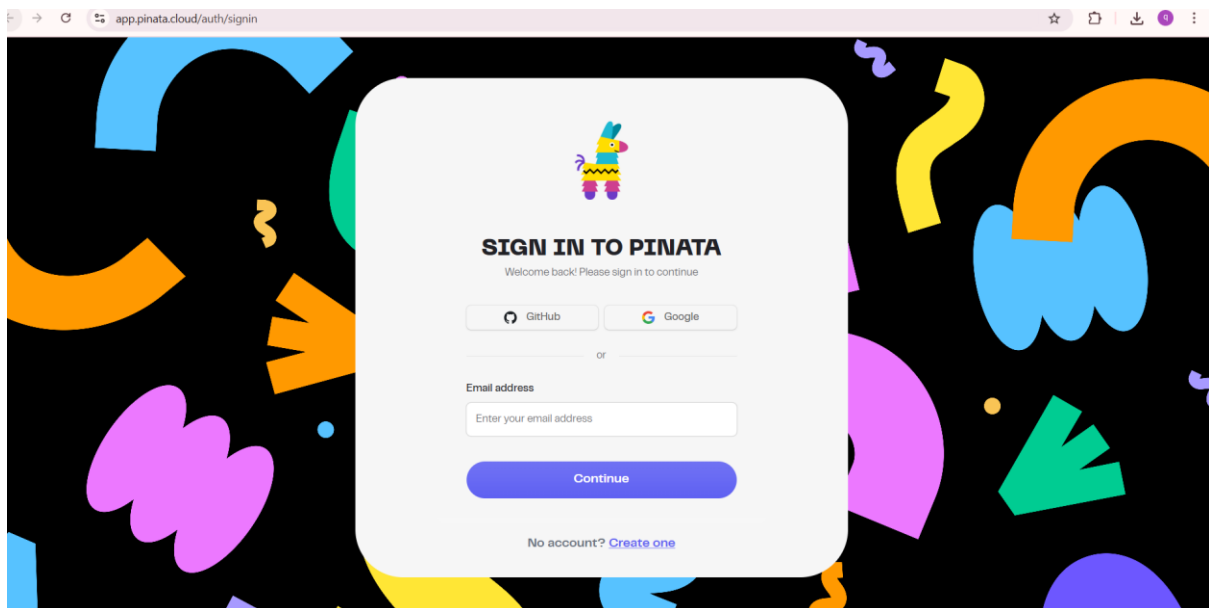 app.pinata.cloud/auth/signin
q
SIGN IN TO PINATA
Welcome back! Please sign in to continue
GitHub
Google
or
Email address
Enter your email address
Continue
No account? Create one